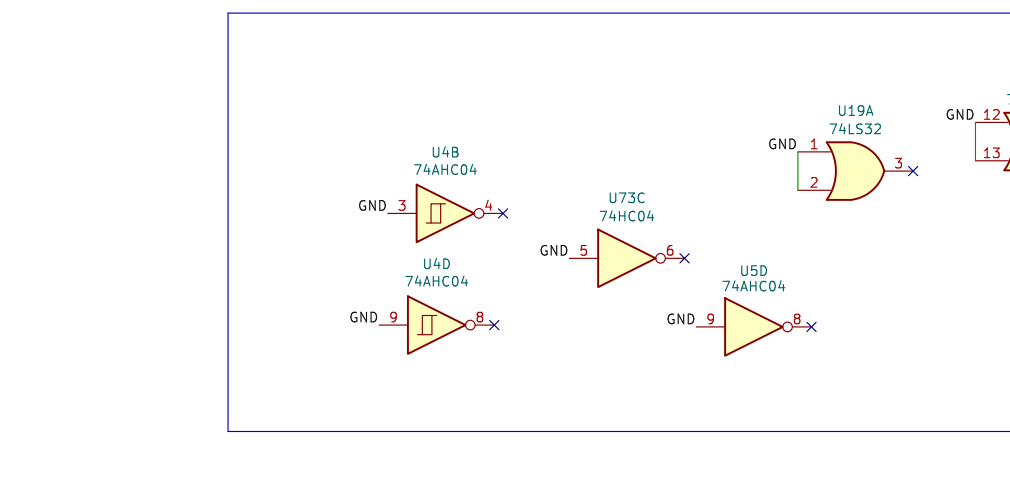 U4B
74AHC04
GND 3 4
U4D
74AHC04
GND 9 8
U73C
74HC04
GND 5 6
U5D
74AHC04
GND 9 8
U19A
74LS32
GND 1
2
3
GND 12
13